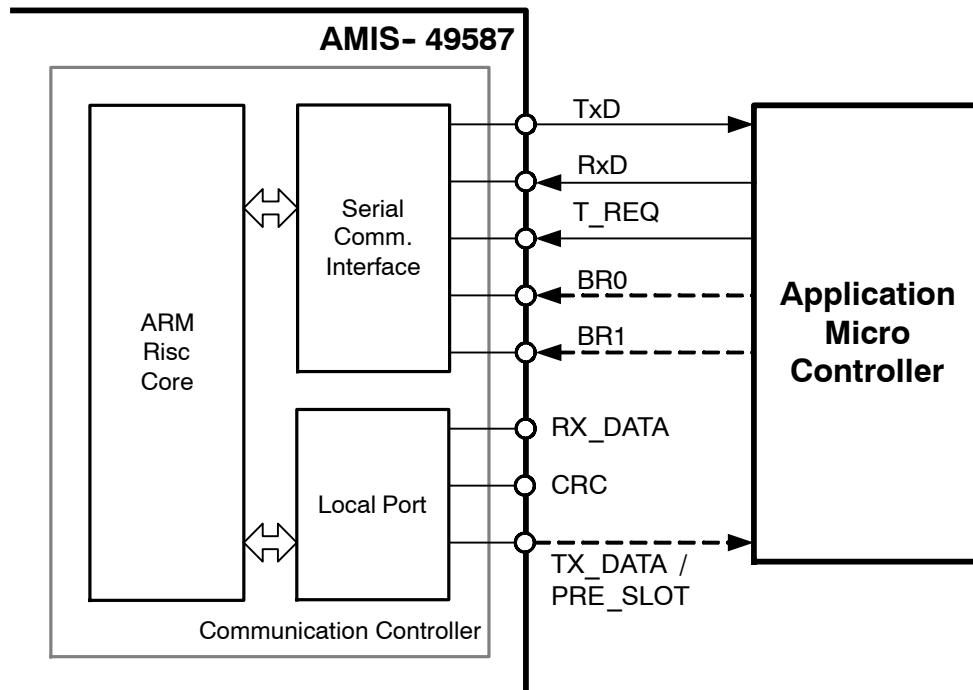 AMIS- 49587
TxD
RxD
T_REQ
BR0
BR1
Serial
Comm.
Interface
ARM
Risc
Core
Application
Micro
Controller
RX_DATA
CRC
Local Port
TX_DATA /
PRE_SLOT
Communication Controller